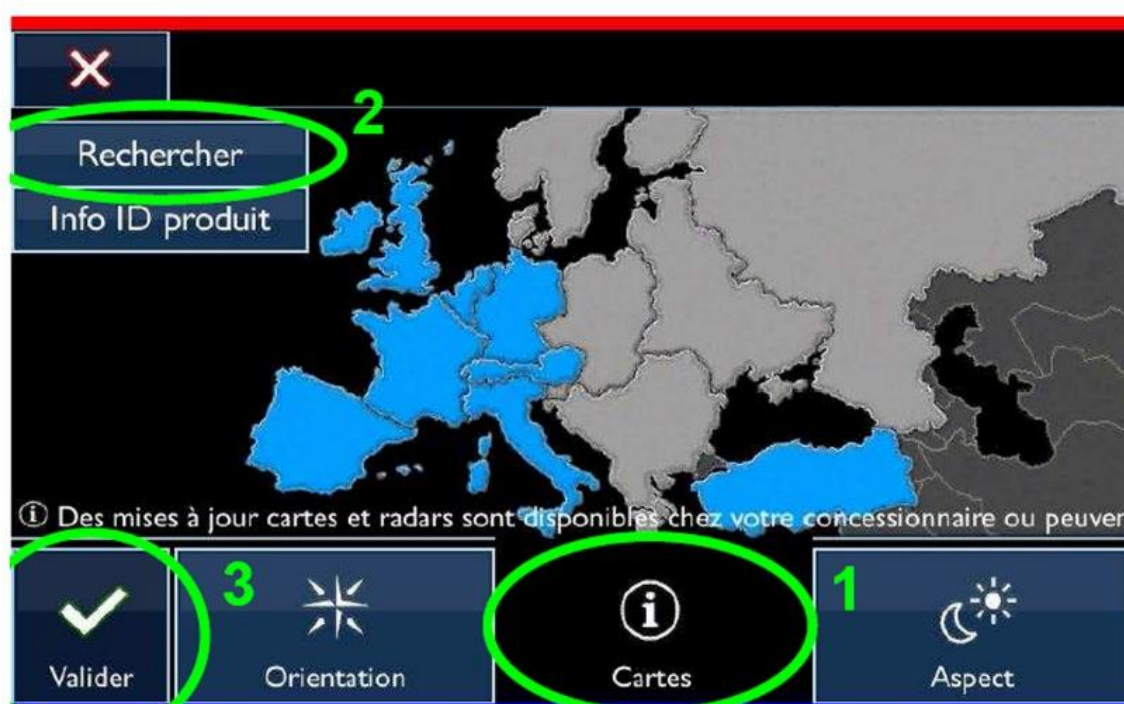 2
Rechercher
Info ID produit
Des mises à jour cartes et radars sont disponibles chez votre concessionnaire ou peuven
3
1
Valider
Orientation
Cartes
Aspect